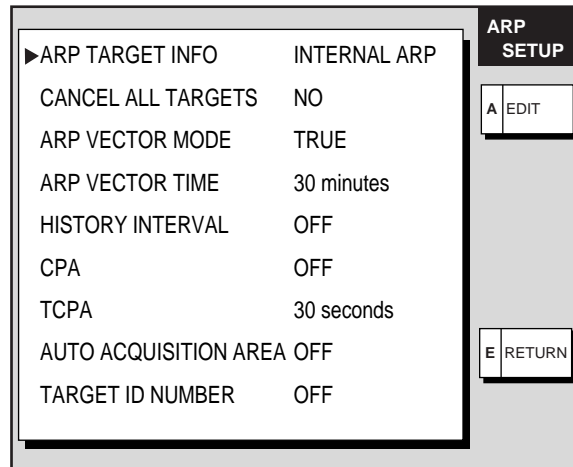 ARP
SETUP
▶ARP TARGET INFO INTERNAL ARP
CANCEL ALL TARGETS NO
ARP VECTOR MODE TRUE
ARP VECTOR TIME 30 minutes
HISTORY INTERVAL OFF
CPA OFF
TCPA 30 seconds
AUTO ACQUISITION AREA OFF
TARGET ID NUMBER OFF
A EDIT
E RETURN